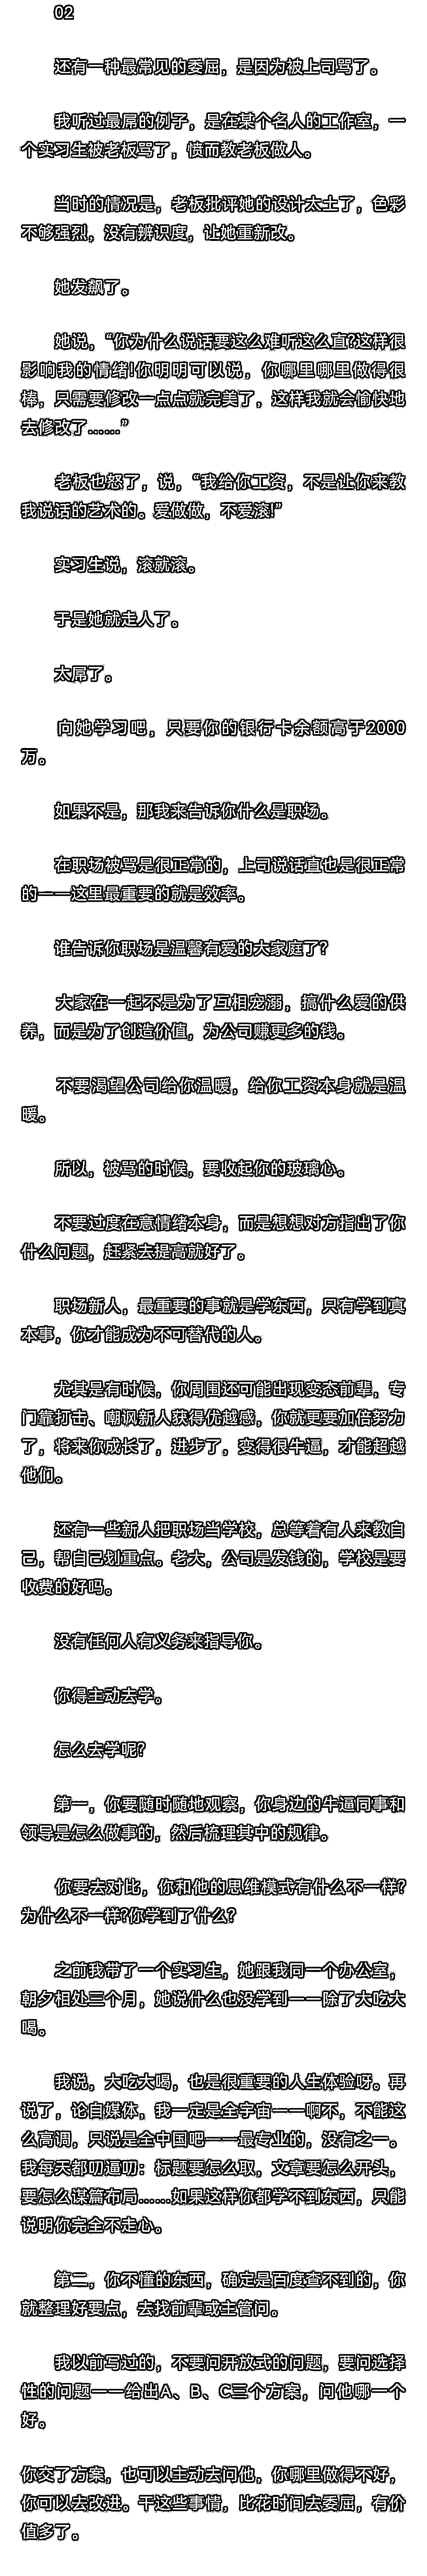 02
还有一种最常见的委屈，是因为被上司骂了。
我听过最屌的例子，是在某个名人的工作室，一
个实习生被老板骂了，愤而教老板做人。
当时的情况是，老板批评她的设计太土了，色彩
不够强烈，没有辨识度，让她重新改。
她发飙了。
她说，“你为什么说话要这么难听这么直?这样很
影响我的情绪!你明明可以说，你哪里哪里做得很
棒，只需要修改一点点就完美了，这样我就会愉快地
去修改了……”
老板也怒了，说，“我给你工资，不是让你来教
我说话的艺术的。爱做做，不爱滚!”
实习生说，滚就滚。
于是她就走人了。
太屌了。
向她学习吧，只要你的银行卡余额高于2000
万。
如果不是，那我来告诉你什么是职场。
在职场被骂是很正常的，上司说话直也是很正常
的——这里最重要的就是效率。
谁告诉你职场是温馨有爱的大家庭了?
大家在一起不是为了互相宠溺，搞什么爱的供
养，而是为了创造价值，为公司赚更多的钱。
不要渴望公司给你温暖，给你工资本身就是温
暖。
所以，被骂的时候，要收起你的玻璃心。
不要过度在意情绪本身，而是想想对方指出了你
什么问题，赶紧去提高就好了。
职场新人，最重要的事就是学东西，只有学到真
本事，你才能成为不可替代的人。
尤其是有时候，你周围还可能出现变态前辈，专
门靠打击、嘲讽新人获得优越感，你就更要加倍努力
了，将来你成长了，进步了，变得很牛逼，才能超越
他们。
还有一些新人把职场当学校，总等着有人来教自
己，帮自己划重点。老大，公司是发钱的，学校是要
收费的好吗。
没有任何人有义务来指导你。
你得主动去学。
怎么去学呢?
第一，你要随时随地观察，你身边的牛逼同事和
领导是怎么做事的，然后梳理其中的规律。
你要去对比，你和他的思维模式有什么不一样?
为什么不一样?你学到了什么?
之前我带了一个实习生，她跟我同一个办公室，
朝夕相处三个月，她说什么也没学到——除了大吃大
喝。
我说，大吃大喝，也是很重要的人生体验呀。再
说了，论自媒体，我一定是全宇宙——啊不，不能这
么高调，只说是全中国吧——最专业的，没有之一。
我每天都叨逼叨：标题要怎么取，文章要怎么开头，
要怎么谋篇布局……如果这样你都学不到东西，只能
说明你完全不走心。
第二，你不懂的东西，确定是百度查不到的，你
就整理好要点，去找前辈或主管问。
我以前写过的，不要问开放式的问题，要问选择
性的问题——给出A、B、C三个方案，问他哪一个
好。
你交了方案，也可以主动去问他，你哪里做得不好，
你可以去改进。干这些事情，比花时间去委屈，有价
值多了。